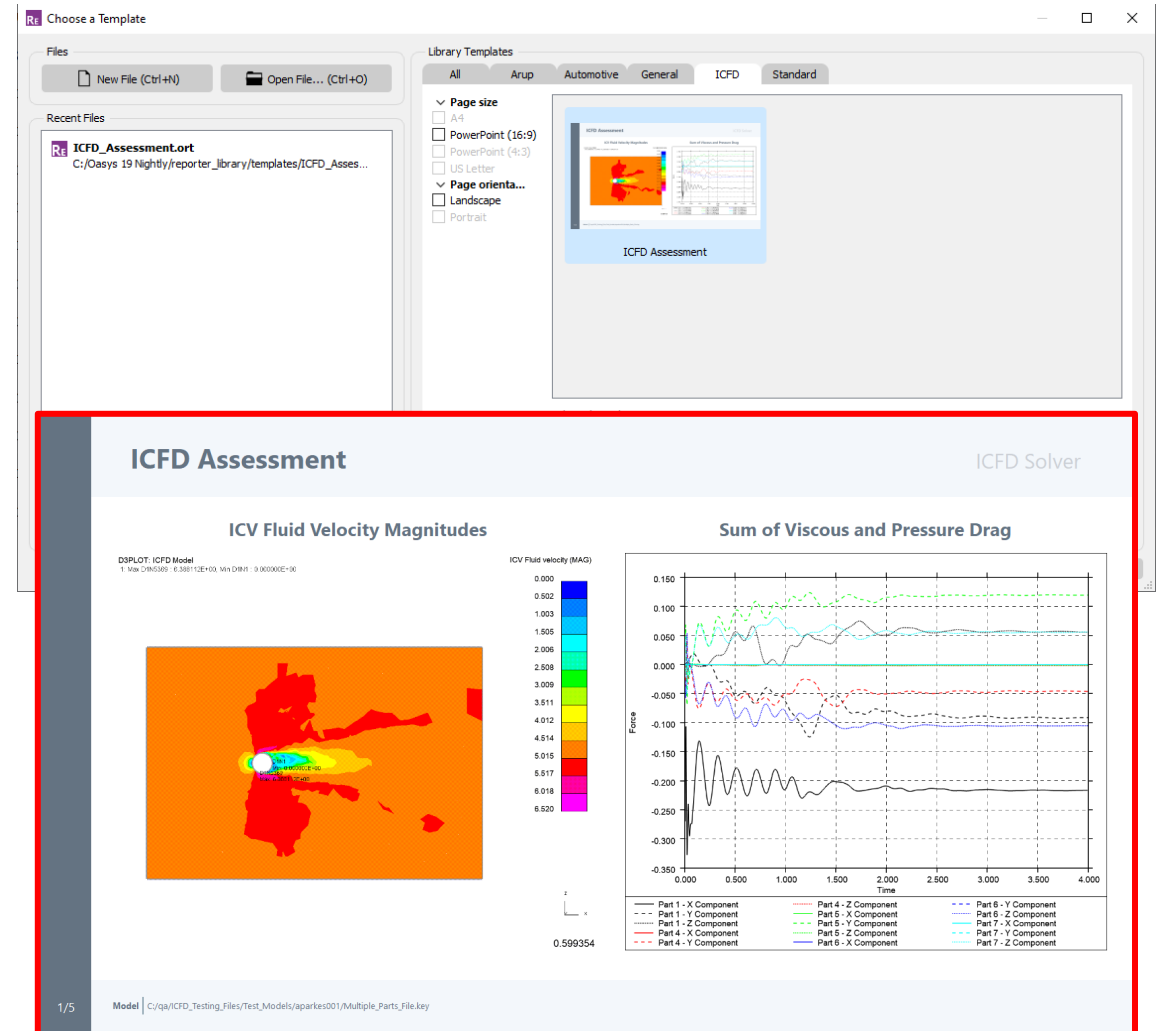 RE Choose a Template
Files
New File (Ctrl+N)
Open File... (Ctrl+O)
Recent Files
RE ICFD_Assessment.ort
C:/Oasys 19 Nightly/reporter_library/templates/ICFD_Asses...
Library Templates
All Arup Automotive General ICFD Standard
Page size
A4
PowerPoint (16:9)
PowerPoint (4:3)
US Letter
Page orienta...
Landscape
Portrait
ICFD Assessment
ICFD Assessment
ICFD Solver
ICV Fluid Velocity Magnitudes
D3PLOT: ICFD Model
ICV Fluid velocity (MAG)
0.000
0.502
1.003
1.505
2.006
2.508
3.009
3.511
4.012
4.514
5.015
5.517
6.018
6.520
z
x
0.599354
Sum of Viscous and Pressure Drag
Force
0.150
0.100
0.050
0.000
-0.050
-0.100
-0.150
-0.200
-0.250
-0.300
-0.350
0.000 0.500 1.000 1.500 2.000 2.500 3.000 3.500 4.000
Time
Part 1 - X Component
Part 1 - Y Component
Part 1 - Z Component
Part 4 - X Component
Part 4 - Y Component
Part 4 - Z Component
Part 5 - X Component
Part 5 - Y Component
Part 5 - Z Component
Part 6 - X Component
Part 6 - Y Component
Part 6 - Z Component
Part 7 - X Component
Part 7 - Y Component
Part 7 - Z Component
1/5
Model C:/qa/ICFD_Testing_Files/Test_Models/aparkes001/Multiple_Parts_File.key